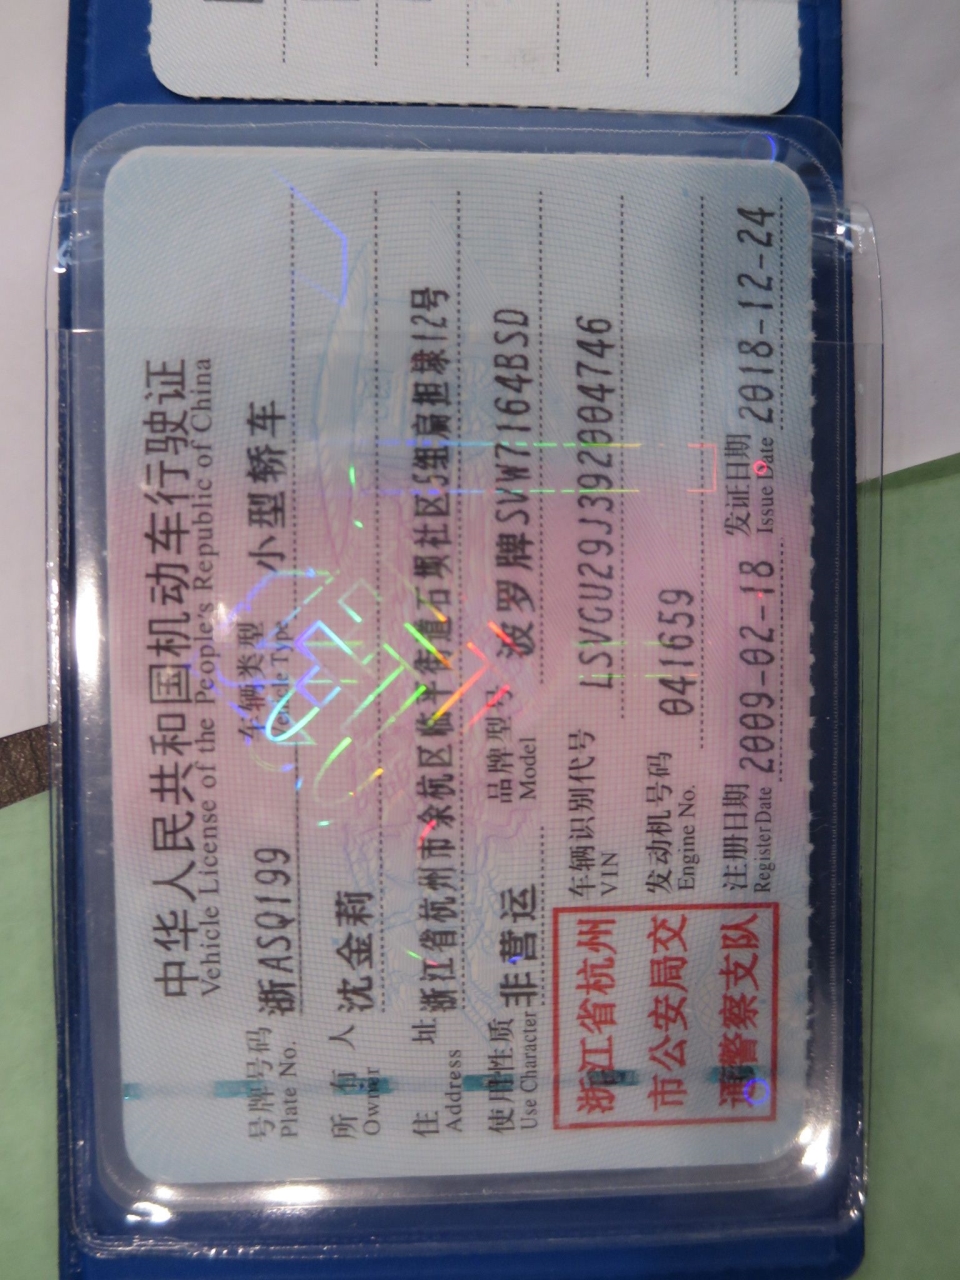 中华人民共和国机动车行驶证
Vehicle License of the People's Republic of China
号牌号码 浙ASQ199 车辆类型 小型轿车
Plate No. Vehicle Type
所有人 沈金莉
Owner
住址 浙江省杭州市余杭区临平街道石坝社区5组扁担埭112号
Address
使用性质 非营运 品牌型号 波罗牌SVW7164BSD
Use Character Model
浙江省杭州
市公安局交
通警察支队
车辆识别代号 LSVGU29J392004746
VIN
发动机号码 041659
Engine No.
注册日期 2009-02-18 发证日期 2018-12-24
Register Date Issue Date